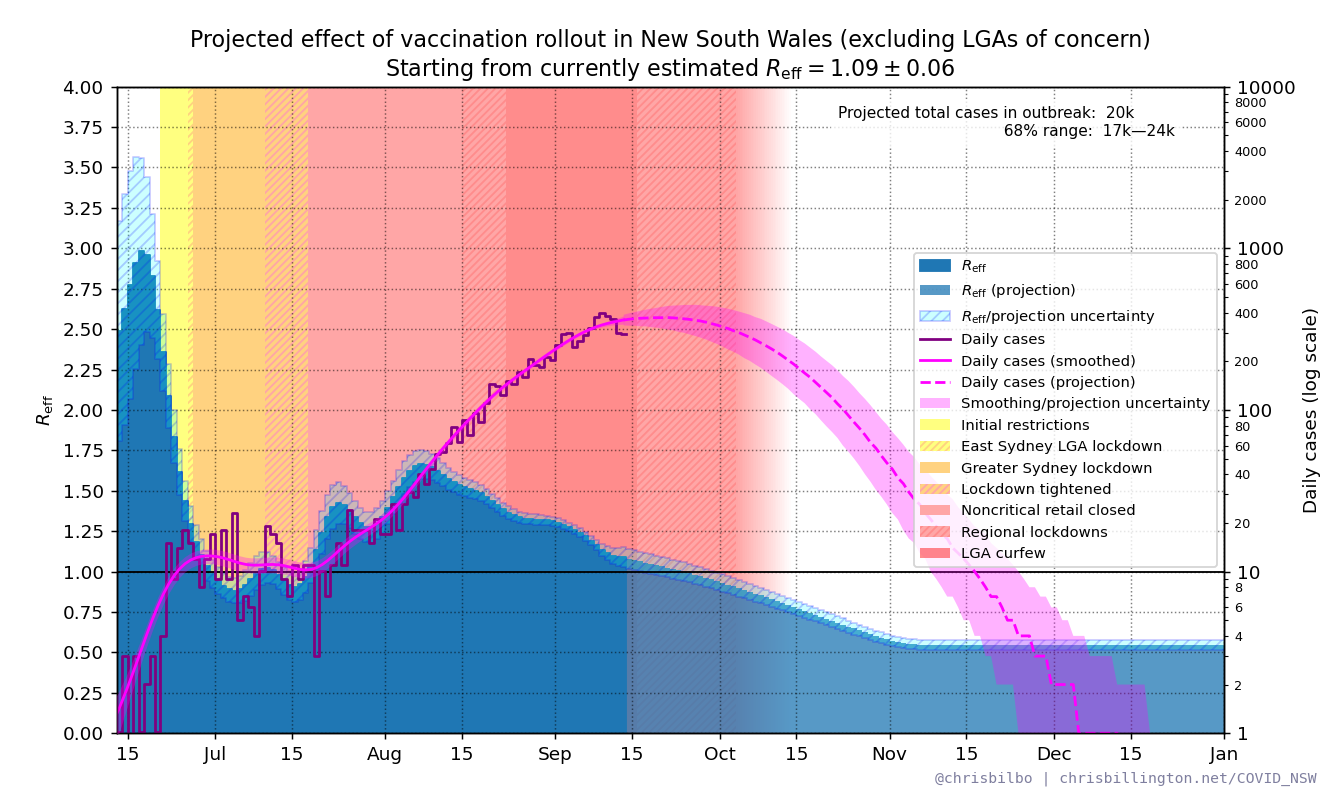 Projected effect of vaccination rollout in New South Wales (excluding LGAs of concern)
Starting from currently estimated Reff = 1.09 ± 0.06
Projected total cases in outbreak: 20k
68% range: 17k—24k
4.00
3.75
3.50
3.25
3.00
2.75
2.50
2.25
2.00
1.75
1.50
1.25
1.00
0.75
0.50
0.25
0.00
Reff
10000
8000
6000
4000
2000
1000
800
600
400
200
100
80
60
40
20
10
8
6
4
2
1
Daily cases (log scale)
Reff
Reff (projection)
Reff/projection uncertainty
Daily cases
Daily cases (smoothed)
Daily cases (projection)
Smoothing/projection uncertainty
Initial restrictions
East Sydney LGA lockdown
Greater Sydney lockdown
Lockdown tightened
Noncritical retail closed
Regional lockdowns
LGA curfew
15 Jul 15 Aug 15 Sep 15 Oct 15 Nov 15 Dec 15 Jan
@chrisbilbo | chrisbillington.net/COVID_NSW